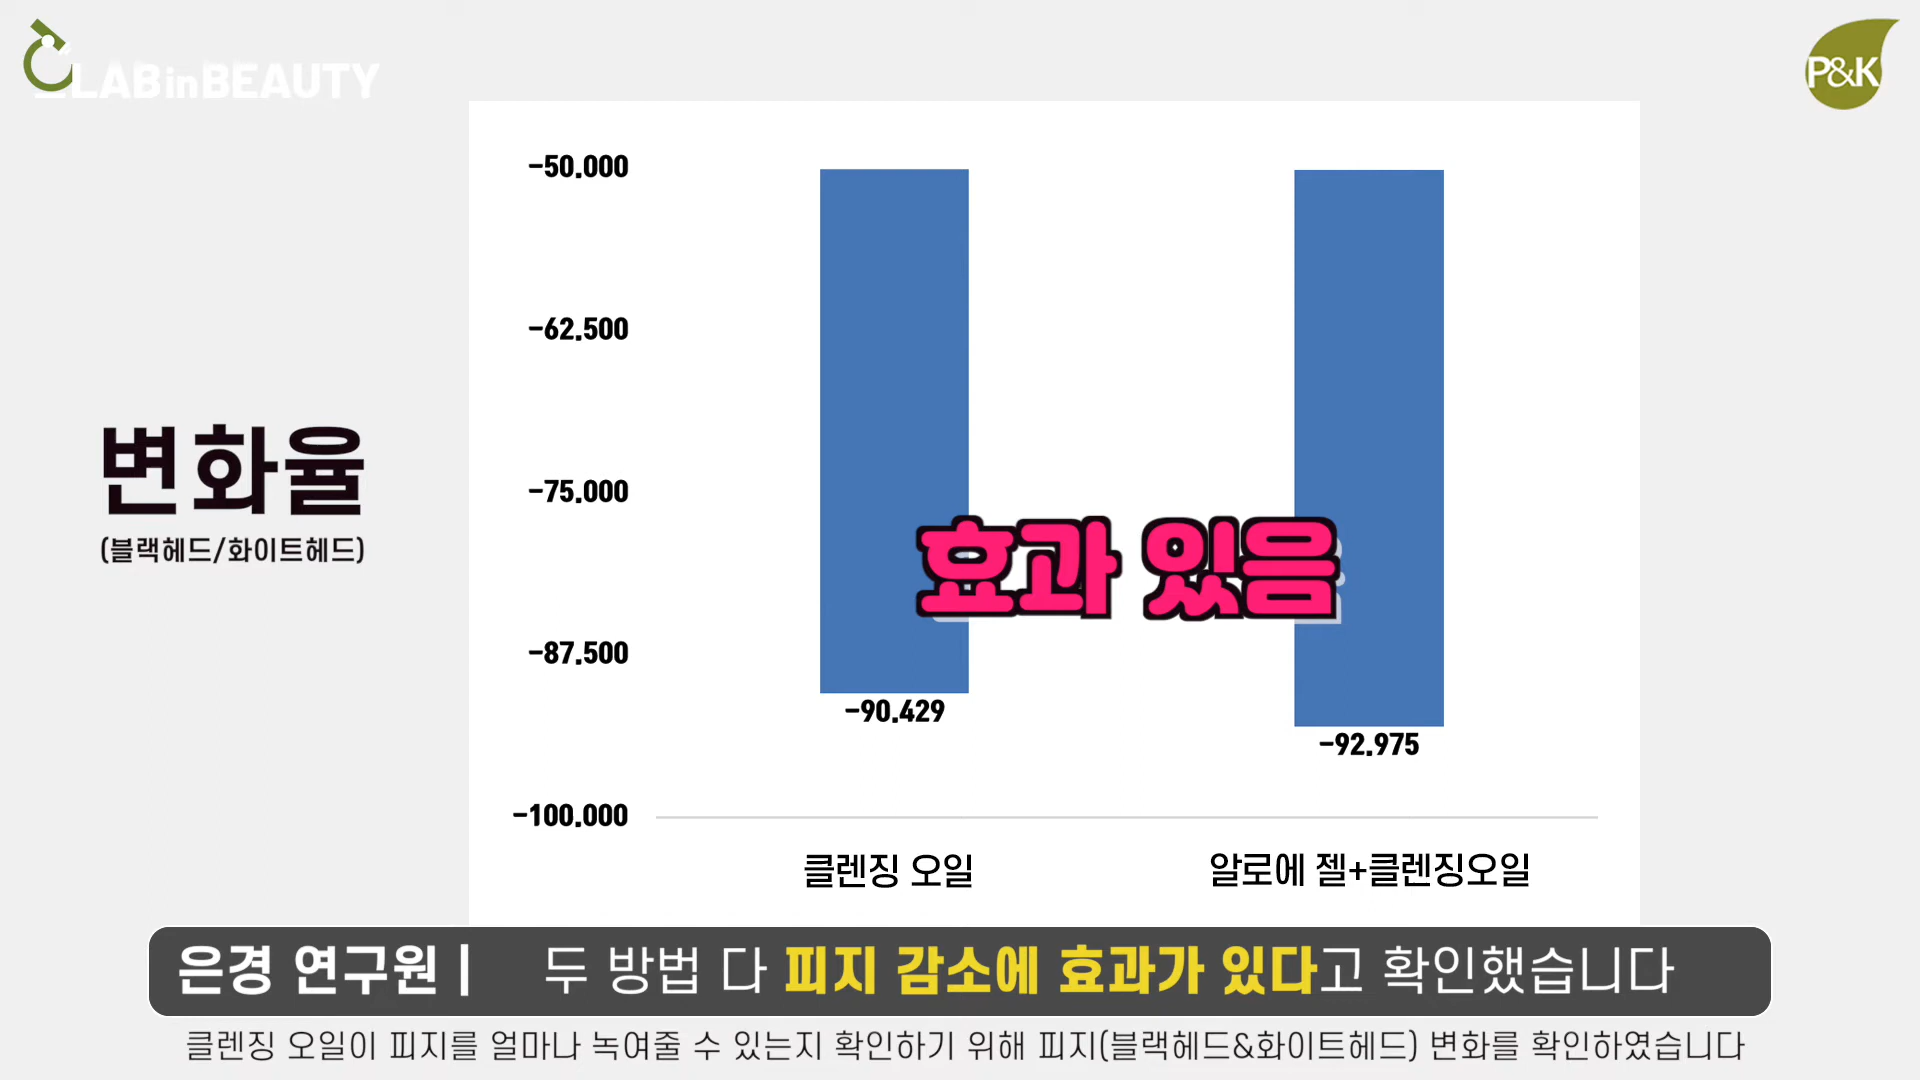 LABinBEAUTY
P&K
-50.000
-62.500
-75.000
-87.500
-100.000
변화율
(블랙헤드/화이트헤드)
효과 있음
-90.429
-92.975
클렌징 오일
알로에 젤+클렌징오일
은경 연구원 | 두 방법 다 피지 감소에 효과가 있다고 확인했습니다
클렌징 오일이 피지를 얼마나 녹여줄 수 있는지 확인하기 위해 피지(블랙헤드&화이트헤드) 변화를 확인하였습니다